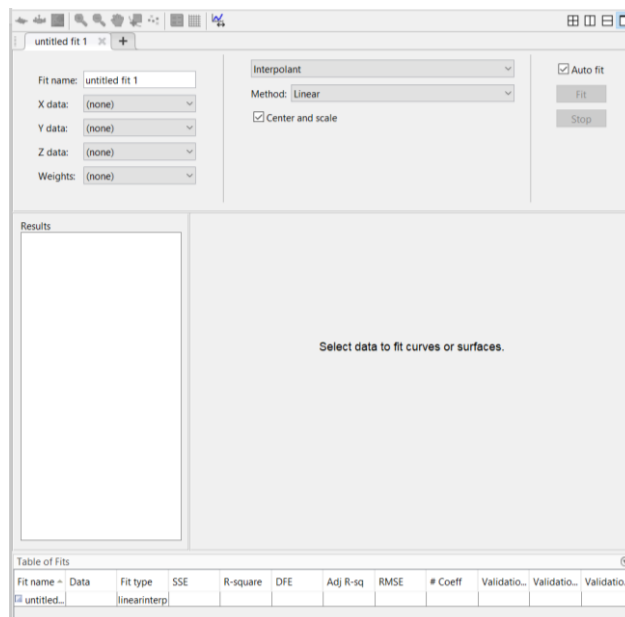 untitled fit 1
Fit name: untitled fit 1
X data: (none)
Y data: (none)
Z data: (none)
Weights: (none)
Interpolant
Method: Linear
Center and scale
Auto fit
Fit
Stop
Results
Select data to fit curves or surfaces.
Table of Fits
Fit name Data Fit type SSE R-square DFE Adj R-sq RMSE # Coeff Validatio... Validatio... Validatio...
untitled... linearinterp